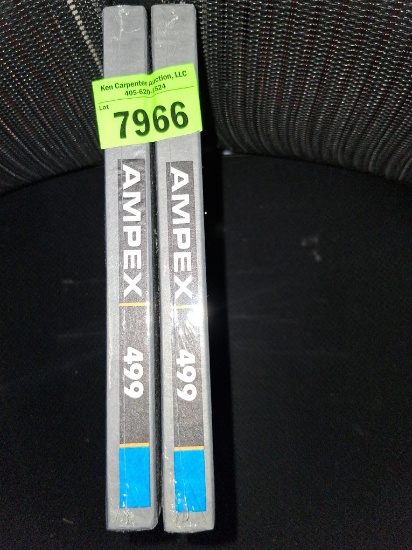 Ken Carpenter Auction, LLC
Lot
7966
AMPEX 499
AMPEX 499